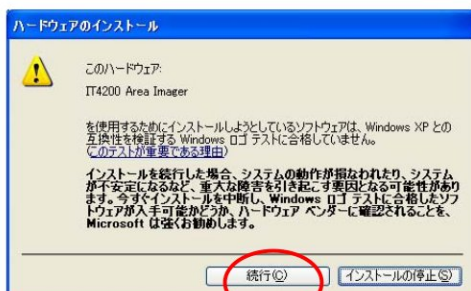 ハードウェアのインストール
このハードウェア:
IT4200 Area Imager
を使用するためにインストールしようとしているソフトウェアは、Windows XP との
互換性を検証する Windows ロゴ テストに合格していません。
(このテストが重要である理由)
インストールを続行した場合、システムの動作が損なわれたり、システム
が不安定になるなど、重大な障害を引き起こす要因となる可能性があり
ます。今すぐインストールを中断し、Windows ロゴ テストに合格したソフ
トウェアが入手可能かどうか、ハードウェア ベンダーに確認されることを、
Microsoft は強くお勧めします。
続行(C) インストールの停止(S)